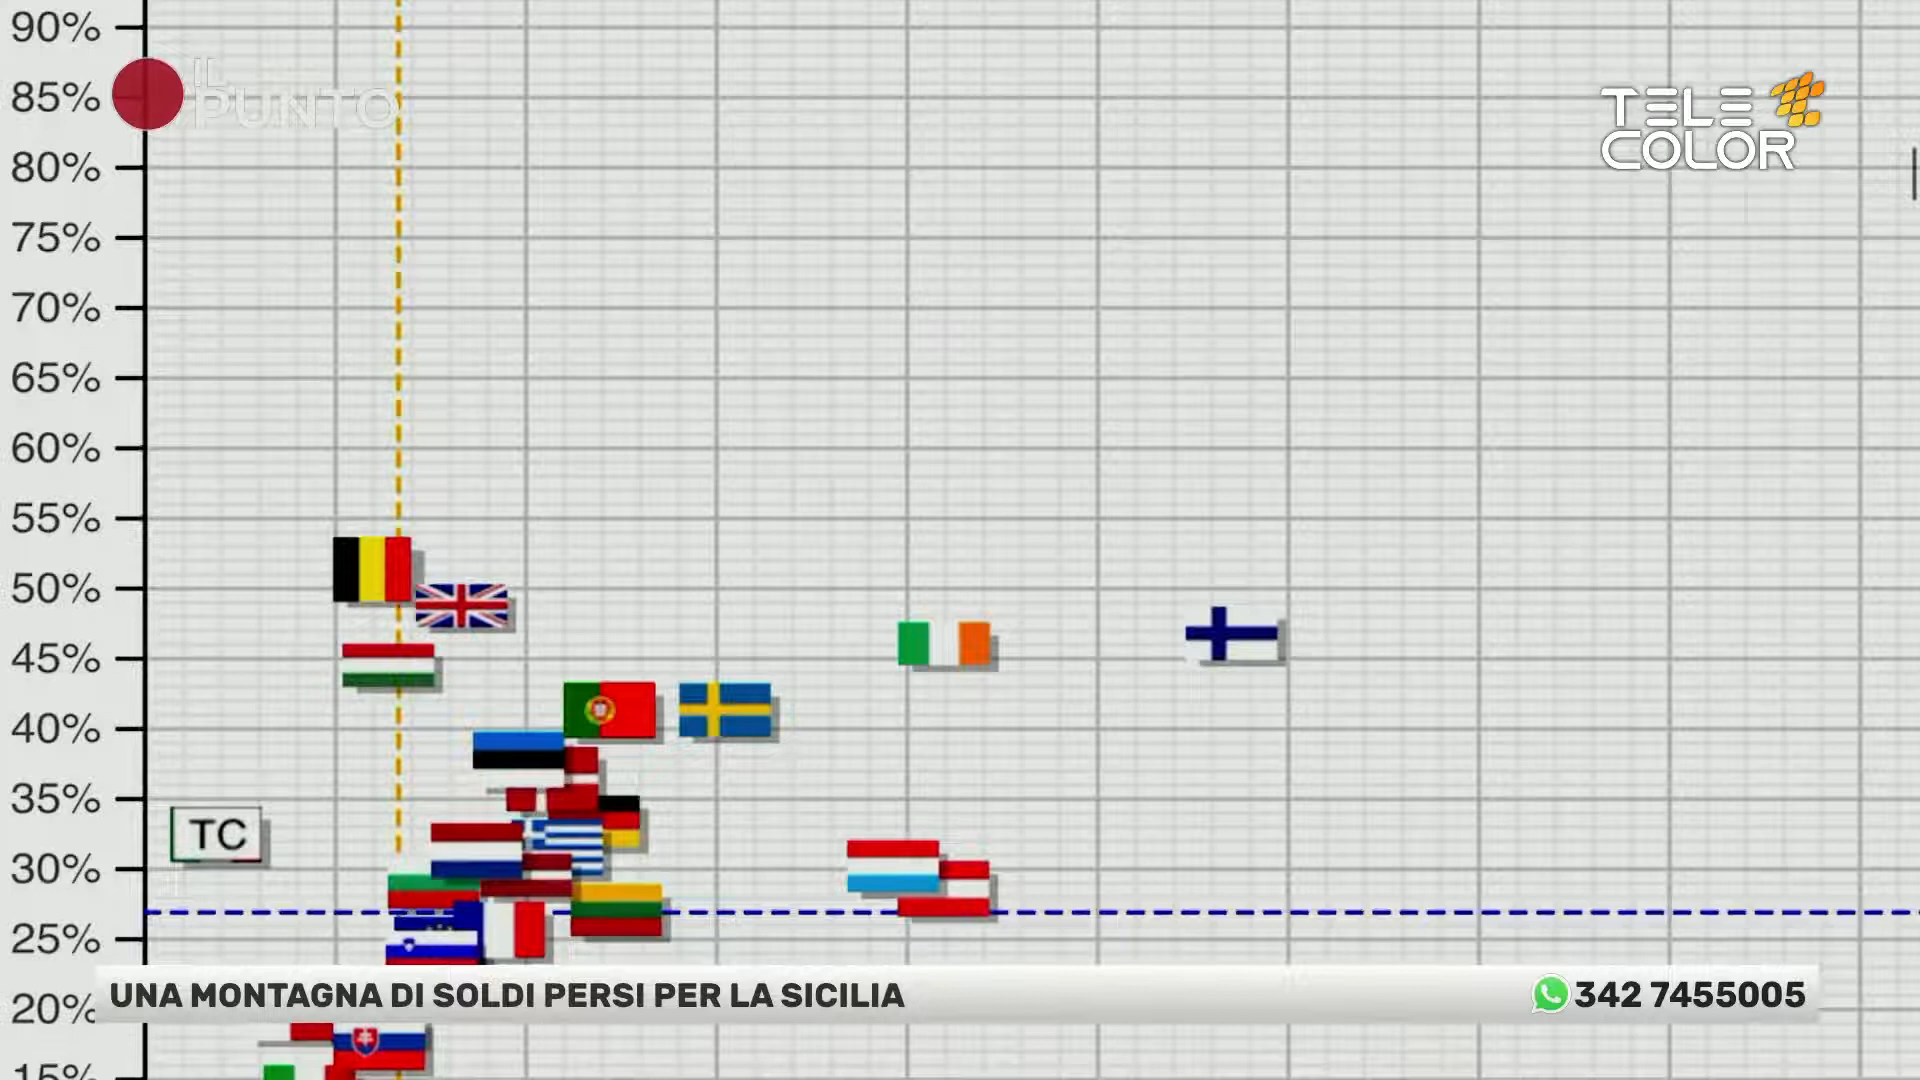 90%
IL
PUNTO
85%
TELE
COLOR
80%
75%
70%
65%
60%
55%
50%
45%
40%
35%
TC
30%
25%
UNA MONTAGNA DI SOLDI PERSI PER LA SICILIA
342 7455005
20%
15%